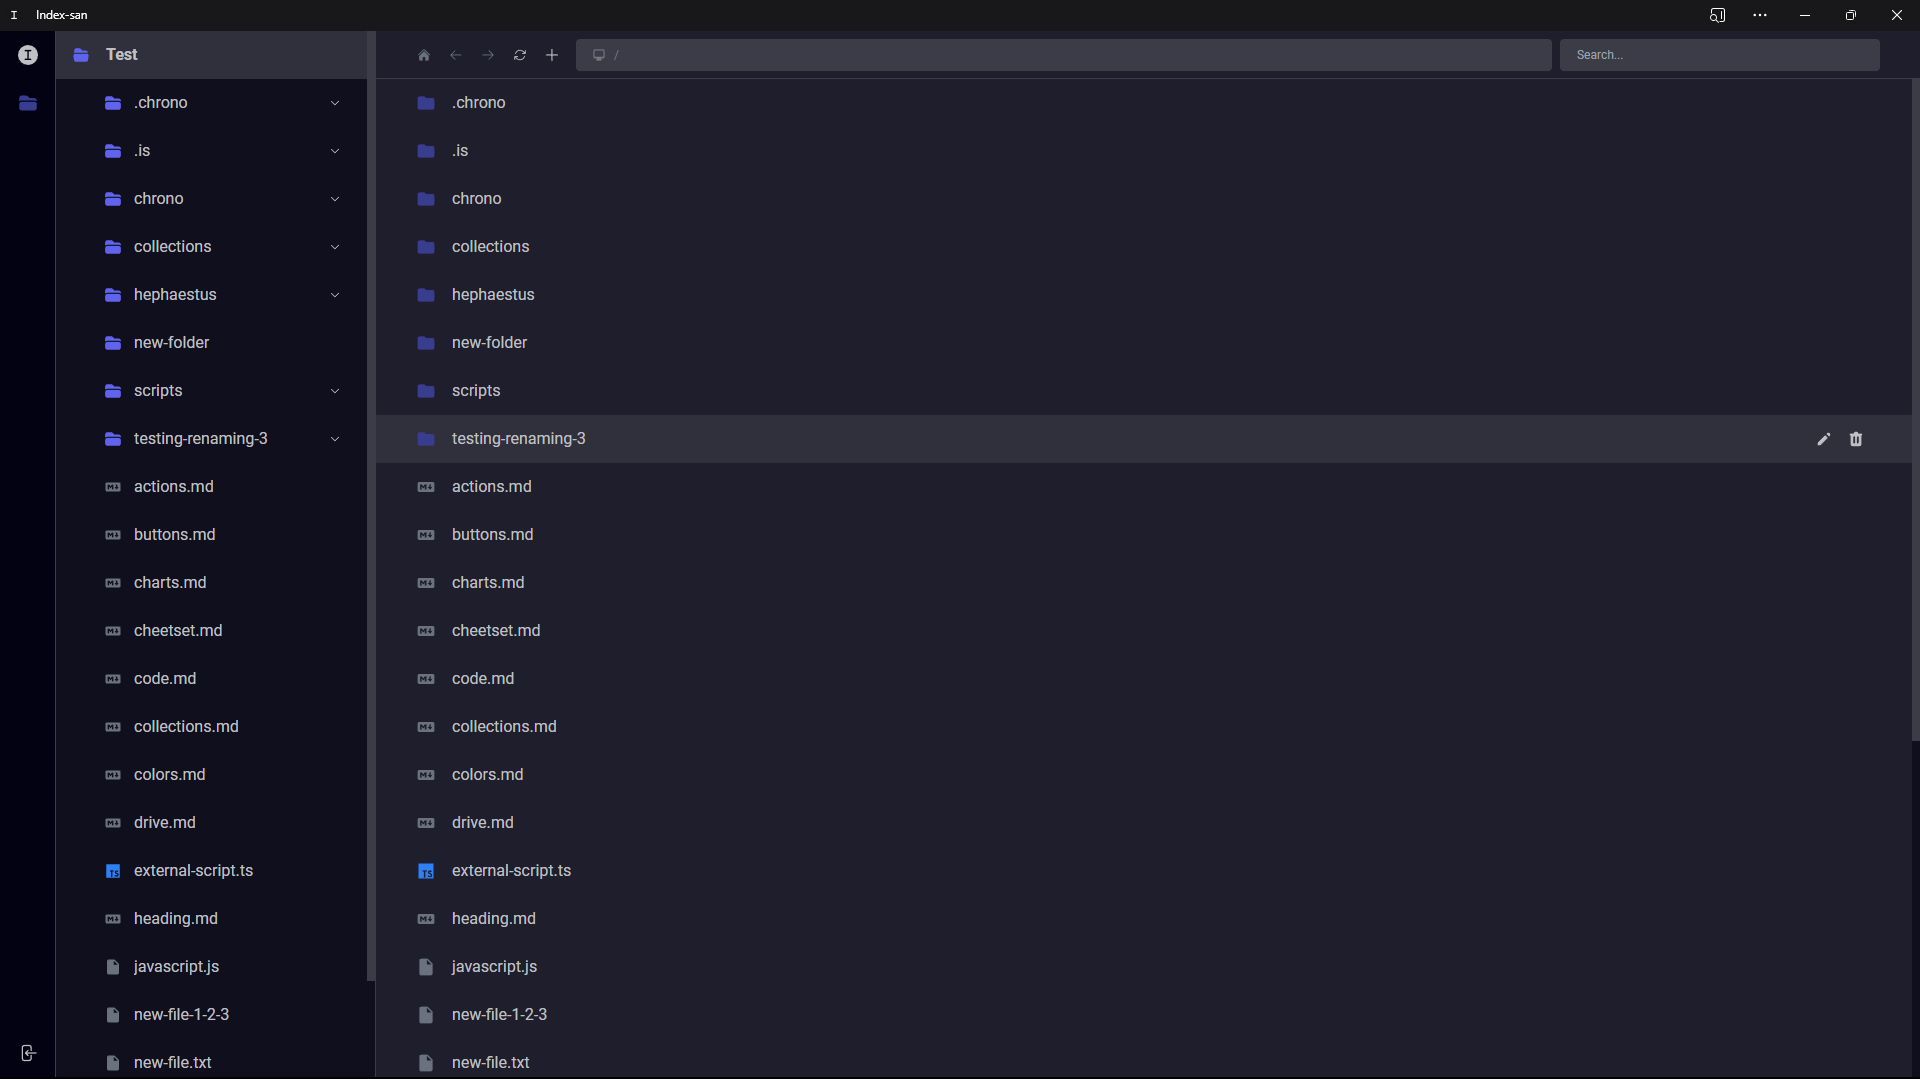 I Index-san
I
Test
/
Search...
.chrono
.is
chrono
collections
hephaestus
new-folder
scripts
testing-renaming-3
actions.md
buttons.md
charts.md
cheetset.md
code.md
collections.md
colors.md
drive.md
TS external-script.ts
heading.md
javascript.js
new-file-1-2-3
new-file.txt
.chrono
.is
chrono
collections
hephaestus
new-folder
scripts
testing-renaming-3
actions.md
buttons.md
charts.md
cheetset.md
code.md
collections.md
colors.md
drive.md
TS external-script.ts
heading.md
javascript.js
new-file-1-2-3
new-file.txt